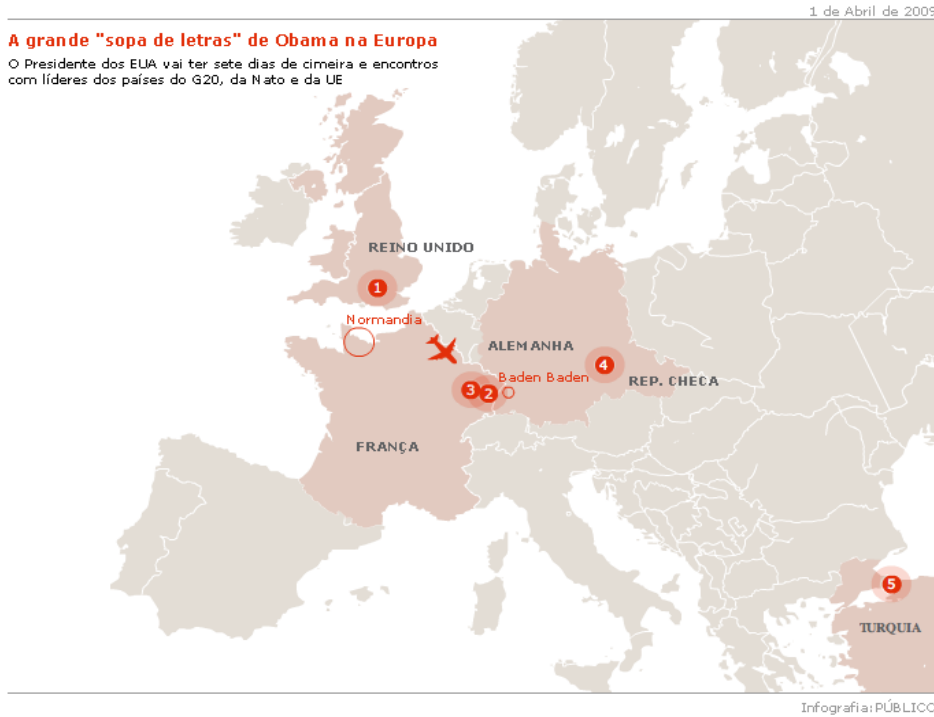 1 de Abril de 2009
A grande "sopa de letras" de Obama na Europa
O Presidente dos EUA vai ter sete dias de cimeira e encontros
com líderes dos países do G20, da Nato e da UE
REINO UNIDO
1
Normandia
ALEMANHA
4
Baden Baden
REP. CHECA
3
2
FRANÇA
5
TURQUIA
Infografia:PÚBLICO